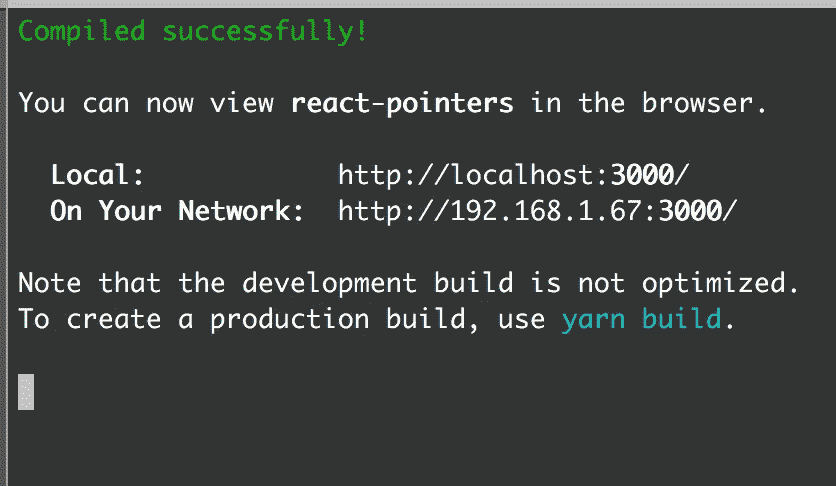 Compiled successfully!
You can now view react-pointers in the browser.
Local: http://localhost:3000/
On Your Network: http://192.168.1.67:3000/
Note that the development build is not optimized.
To create a production build, use yarn build.